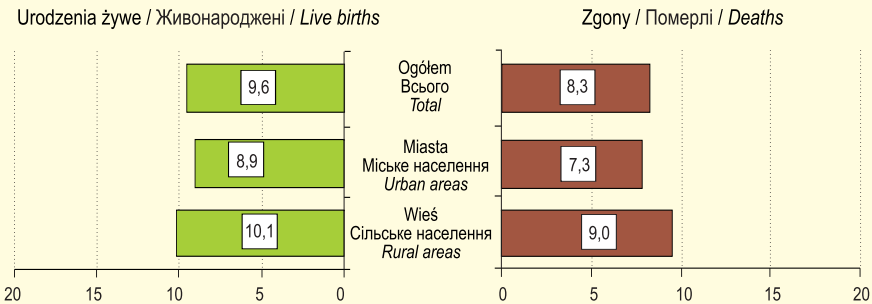 Urodzenia żywe / Живонароджені / Live births
Zgony / Померлі / Deaths
9,6
Ogółem
Всього
Total
8,3
8,9
Miasta
Міське населення
Urban areas
7,3
10,1
Wieś
Сільське населення
Rural areas
9,0
20 15 10 5 0
0 5 10 15 20